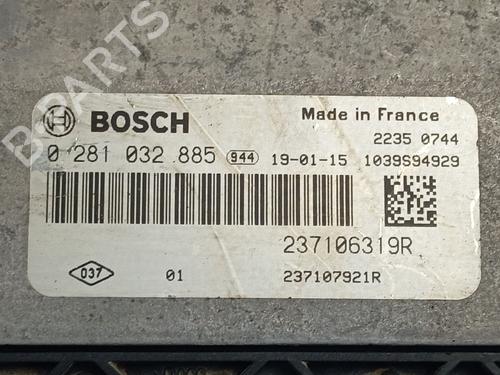 BOSCH
Made in France
2235 0744
0 281 032 885 944 19-01-15 1039S94929
237106319R
037 01 237107921R
B-PARTS